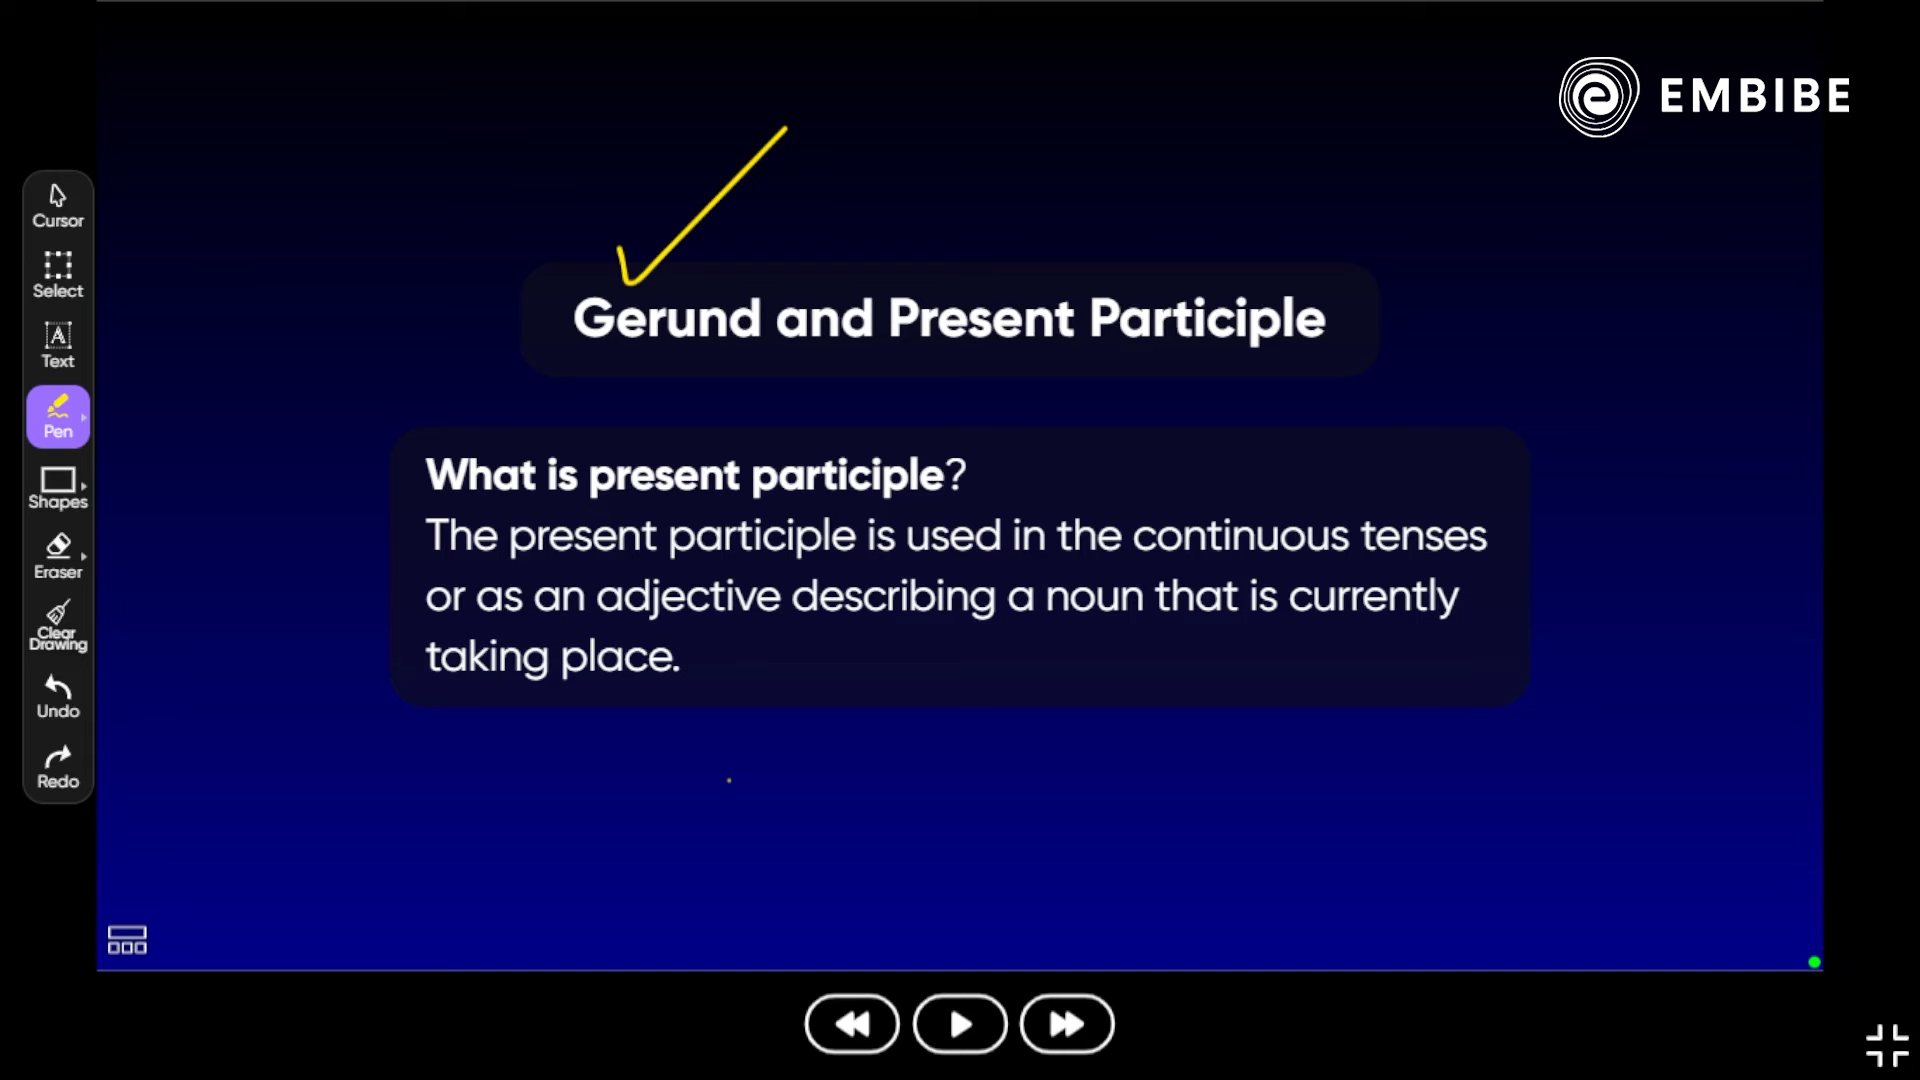 EMBIBE
Cursor
Select
Text
Pen
Shapes
Eraser
Clear
Drawing
Undo
Redo
Gerund and Present Participle
What is present participle?
The present participle is used in the continuous tenses
or as an adjective describing a noun that is currently
taking place.